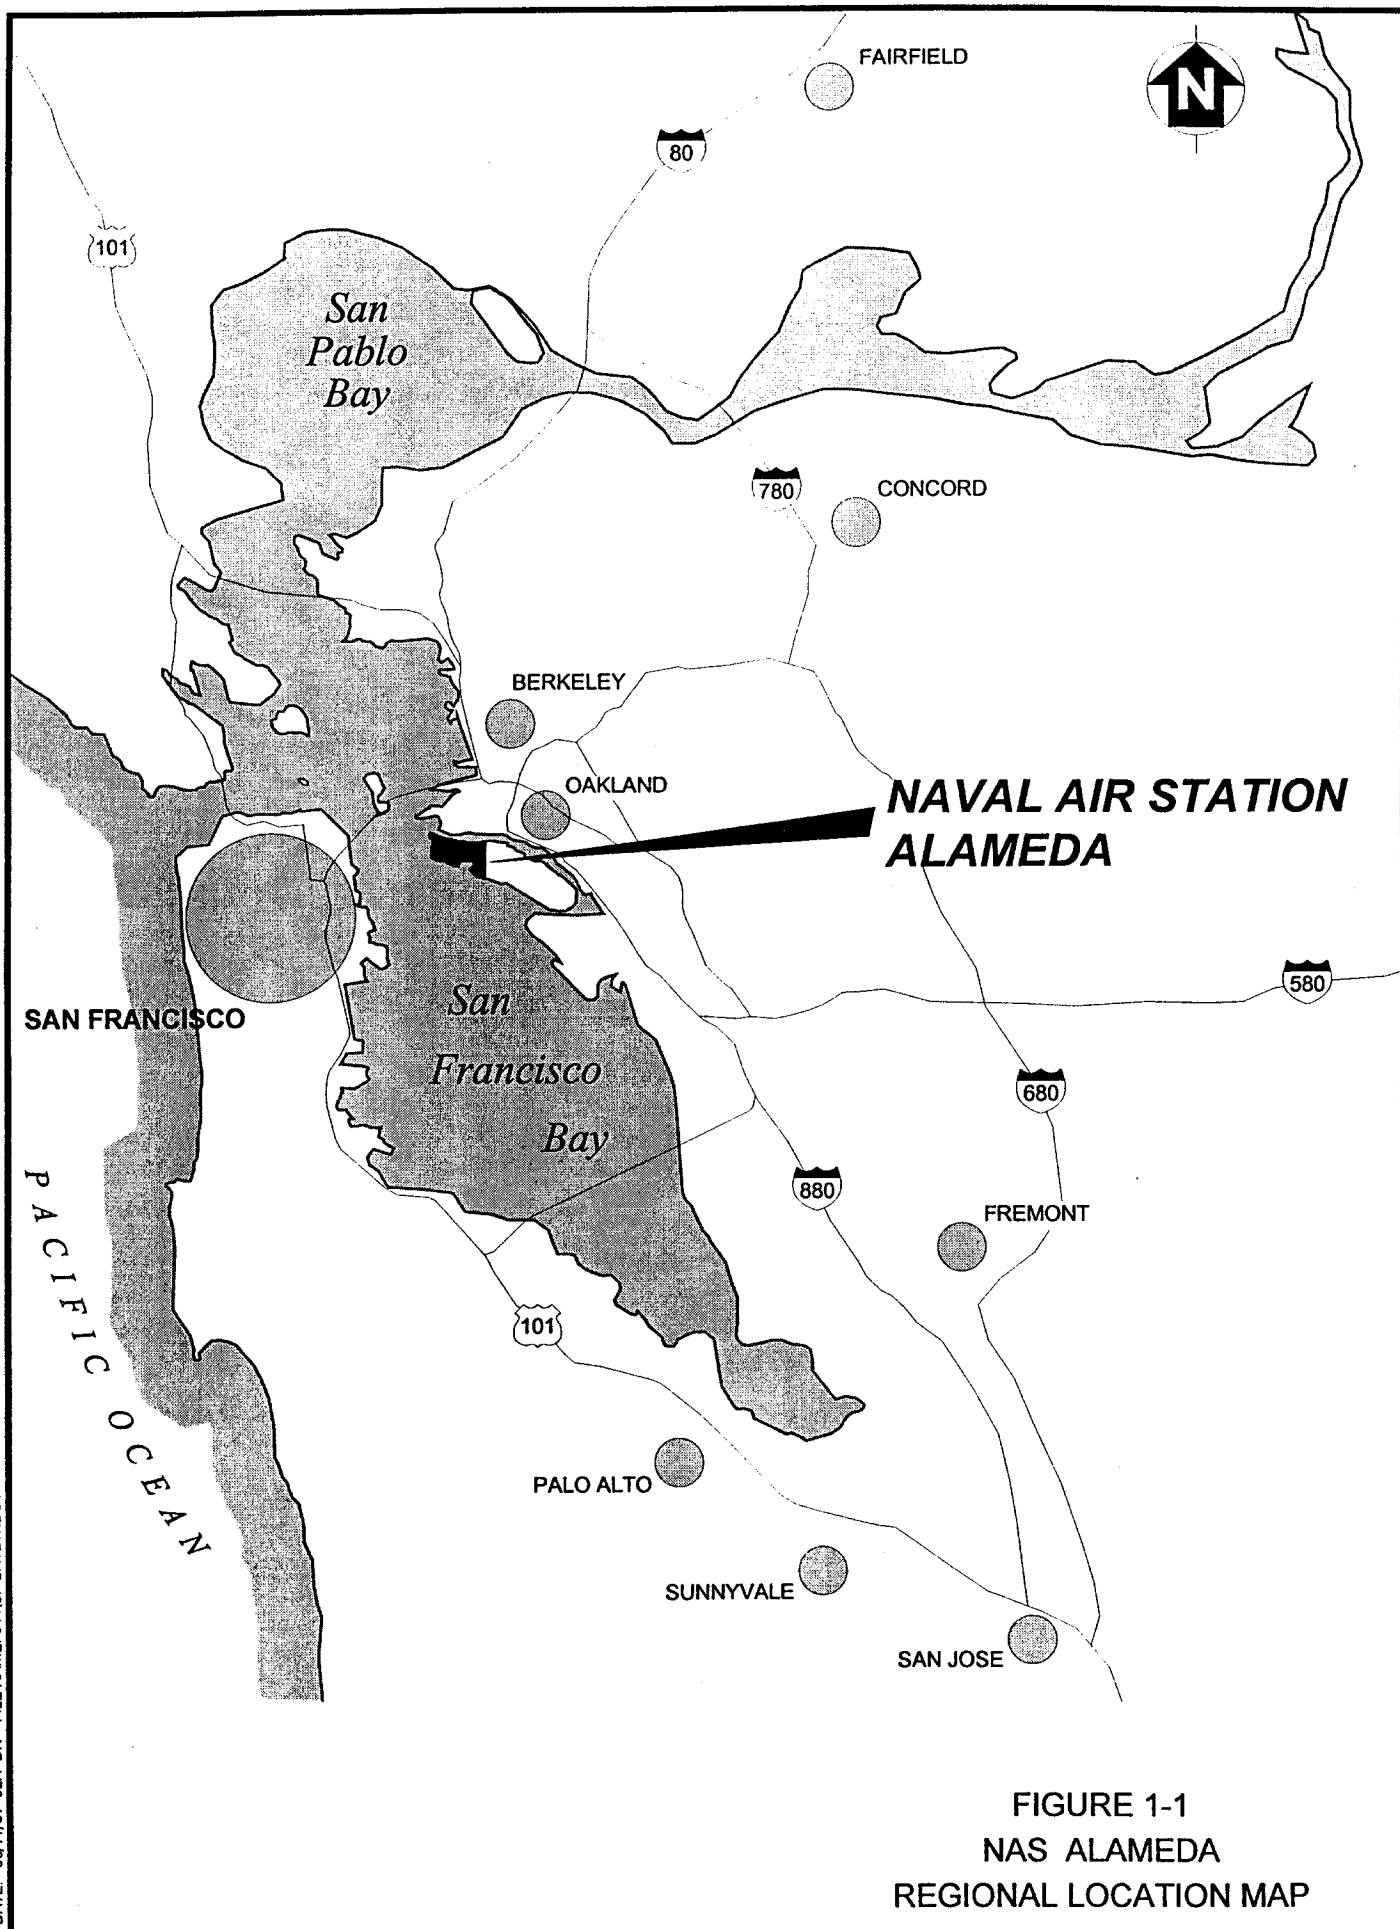 FAIRFIELD
N
80
101
San
Pablo
Bay
780
CONCORD
BERKELEY
OAKLAND
NAVAL AIR STATION
ALAMEDA
580
SAN FRANCISCO
San
Francisco
Bay
680
880
FREMONT
PACIFIC OCEAN
101
PALO ALTO
SUNNYVALE
SAN JOSE
FIGURE 1-1
NAS ALAMEDA
REGIONAL LOCATION MAP